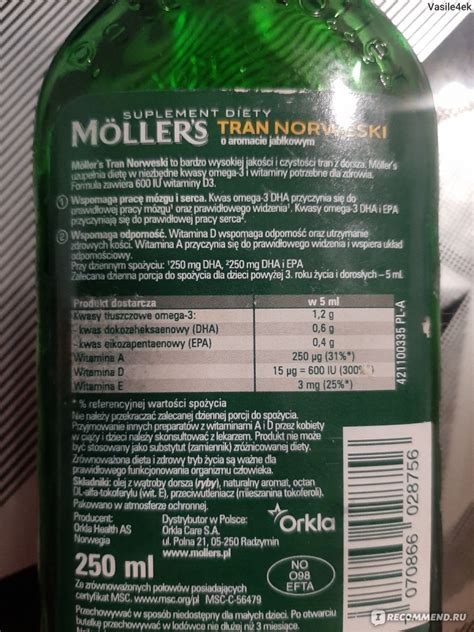 Vasile4ek
SUPLEMENT DIETY
MÖLLER'S TRAN NORWESKI
o aromacie jabłkowym
Möller's Tran Norweski to bardzo wysokiej jakości i czystości tran z dorsza. Möller's
uzupełnia dietę w niezbędne kwasy omega-3 i witaminy potrzebne dla zdrowia.
Formuła zawiera 600 IU witaminy D3.
① Wspomaga pracę mózgu i serca. Kwas omega-3 DHA przyczynia się do
prawidłowej pracy mózgu¹ oraz prawidłowego widzenia¹. Kwasy omega-3 DHA i EPA
przyczyniają się do prawidłowej pracy serca².
② Wspomaga odporność. Witamina D wspomaga odporność oraz utrzymanie
zdrowych kości. Witamina A przyczynia się do prawidłowego widzenia i wspiera układ
odpornościowy.
Przy dziennym spożyciu: ¹250 mg DHA, ²250 mg DHA i EPA
Zalecana dzienna porcja do spożycia dla dzieci powyżej 3. roku życia i dorosłych – 5 ml.
Produkt dostarcza w 5 ml
Kwasy tłuszczowe omega-3: 1,2 g
- kwas dokozaheksaenowy (DHA) 0,6 g
- kwas eikozapentaenowy (EPA) 0,4 g
Witamina A 250 µg (31%*)
Witamina D 15 µg = 600 IU (300%*)
Witamina E 3 mg (25%*)
421100335 PL-A
* % referencyjnej wartości spożycia
Nie należy przekraczać zalecanej dziennej porcji do spożycia.
Przyjmowanie innych preparatów z witaminami A i D przez kobiety
w ciąży i dzieci należy skonsultować z lekarzem. Produkt nie może
być stosowany jako substytut (zamiennik) zróżnicowanej diety.
Zrównoważona dieta i zdrowy tryb życia są ważne dla
prawidłowego funkcjonowania organizmu człowieka.
Składniki: olej z wątroby dorsza (ryby), naturalny aromat, octan
DL-alfa-tokoferylu (wit. E), przeciwutleniacz (mieszanina tokoferoli).
Pakowano w atmosferze ochronnej.
Producent: Dystrybutor w Polsce:
Orkla Health AS Orkla Care S.A.
Norwegia ul. Polna 21, 05-250 Radzymin
www.mollers.pl
Orkla
250 ml
NO
098
EFTA
070866 028756
Ze zrównoważonych połowów posiadających
certyfikat MSC. www.msc.org/pl MSC-C-56479
Przechowywać w sposób niedostępny dla małych dzieci. Po otwarciu
butelkę przechowywać w lodówce nie dłużej niż 3 miesiące.
IRECOMMEND.RU